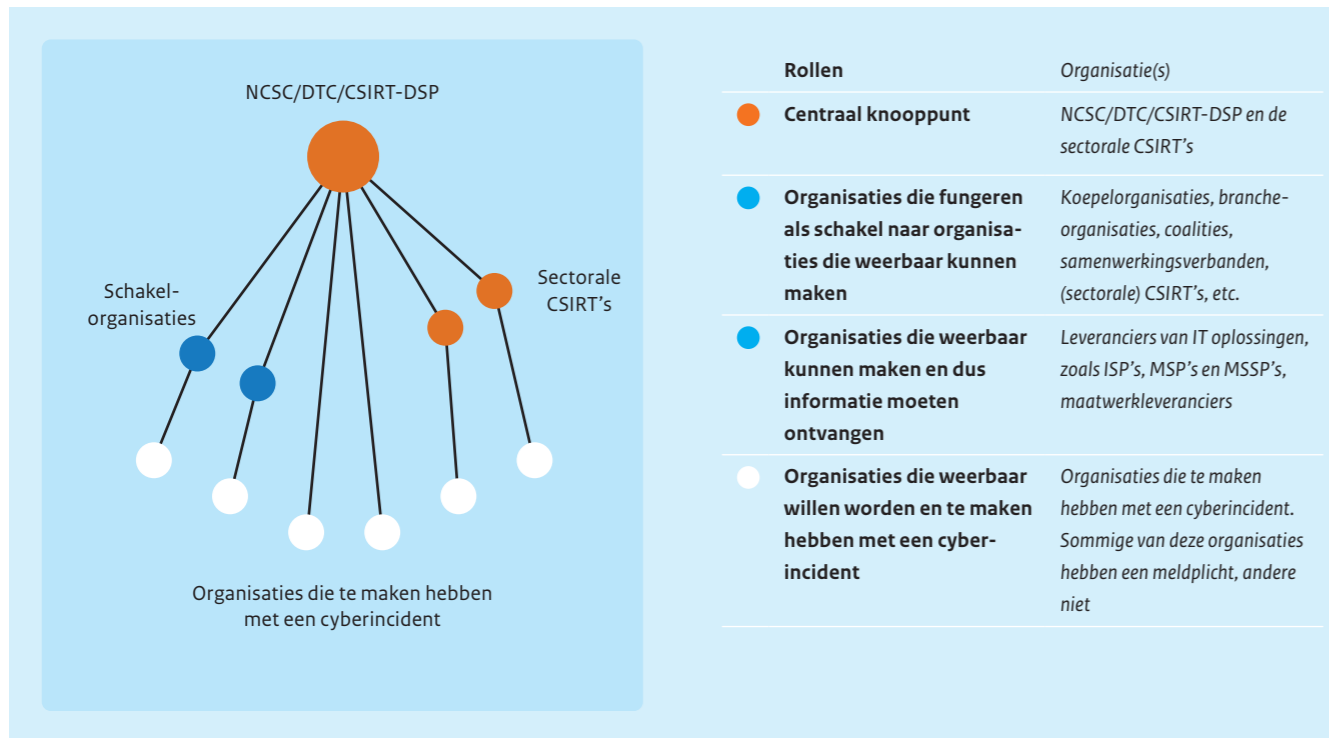 NCSC/DTC/CSIRT-DSP
Schakel-
organisaties
Sectorale
CSIRT's
Organisaties die te maken hebben
met een cyberincident
Rollen
Organisatie(s)
Centraal knooppunt
NCSC/DTC/CSIRT-DSP en de
sectorale CSIRT's
Organisaties die fungeren
als schakel naar organisa-
ties die weerbaar kunnen
maken
Koepelorganisaties, branche-
organisaties, coalities,
samenwerkingsverbanden,
(sectorale) CSIRT's, etc.
Organisaties die weerbaar
kunnen maken en dus
informatie moeten
ontvangen
Leveranciers van IT oplossingen,
zoals ISP's, MSP's en MSSP's,
maatwerkleveranciers
Organisaties die weerbaar
willen worden en te maken
hebben met een cyber-
incident
Organisaties die te maken
hebben met een cyberincident.
Sommige van deze organisaties
hebben een meldplicht, andere
niet